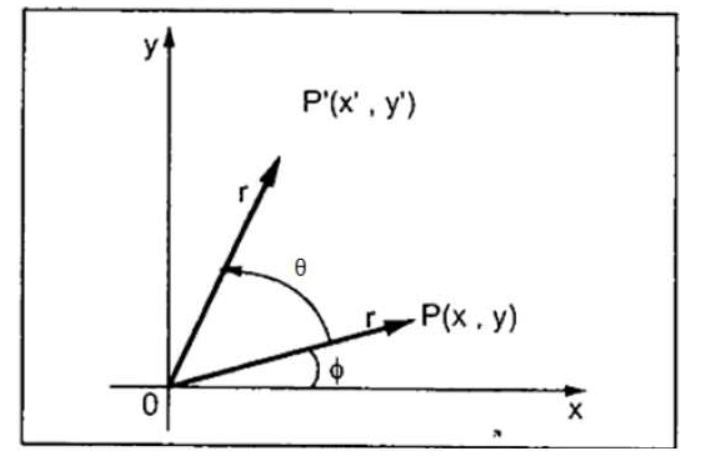 y
P'(x' , y')
r
θ
r
P(x , y)
ϕ
0
x